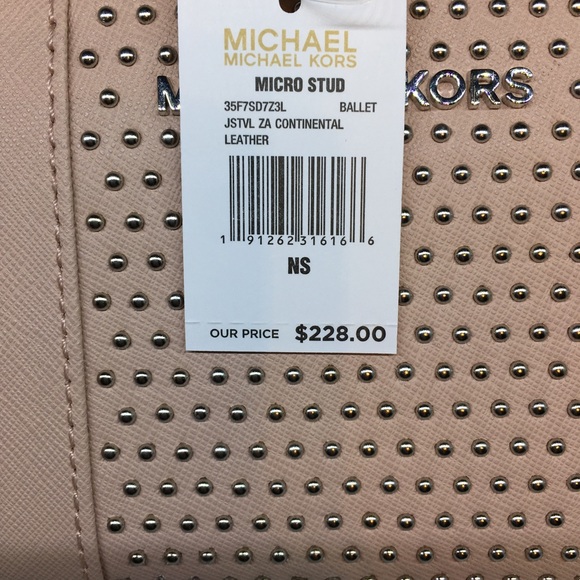 MICHAEL
MICHAEL KORS
MICRO STUD
35F7SD7Z3L BALLET
JSTVL ZA CONTINENTAL
LEATHER
1 91262 31616 6
NS
OUR PRICE $228.00
M KORS